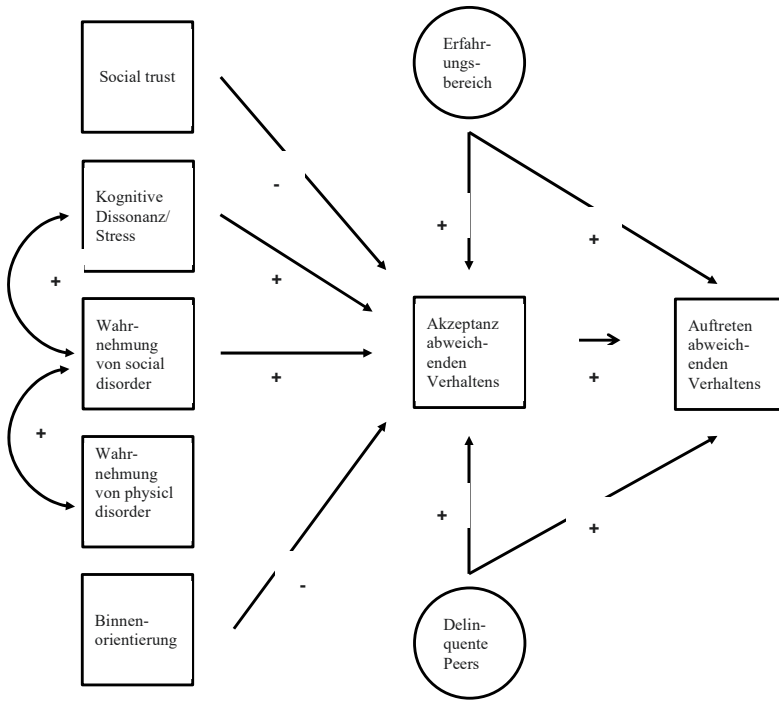 Social trust
Kognitive
Dissonanz/
Stress
+
Wahr-
nehmung
von social
disorder
+
Wahr-
nehmung
von physicl
disorder
Binnen-
orientierung
-
+
+
-
Erfahr-
ungs-
bereich
+
+
Akzeptanz
abweich-
enden
Verhaltens
+
Auftreten
abweich-
enden
Verhaltens
+
+
Delin-
quente
Peers